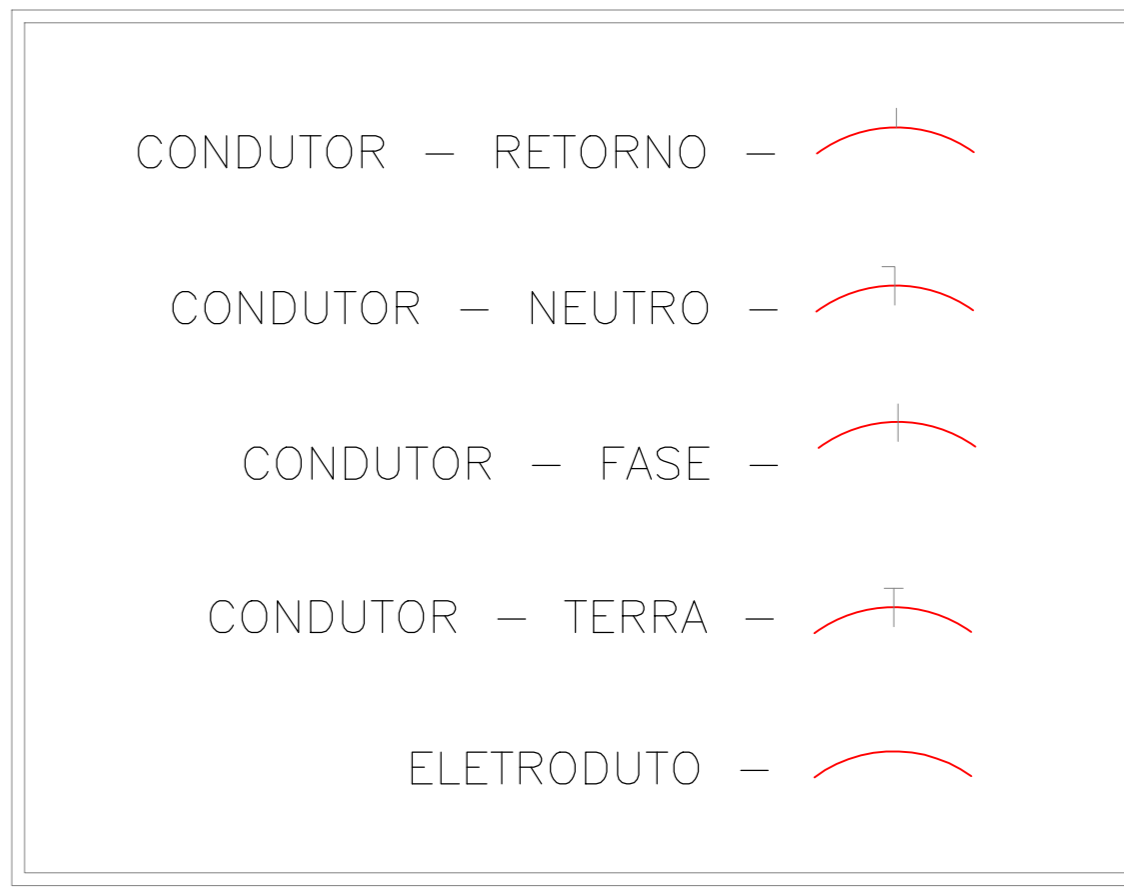 CONDUTOR — RETORNO —
CONDUTOR — NEUTRO —
CONDUTOR — FASE —
CONDUTOR — TERRA —
ELETRODUTO —